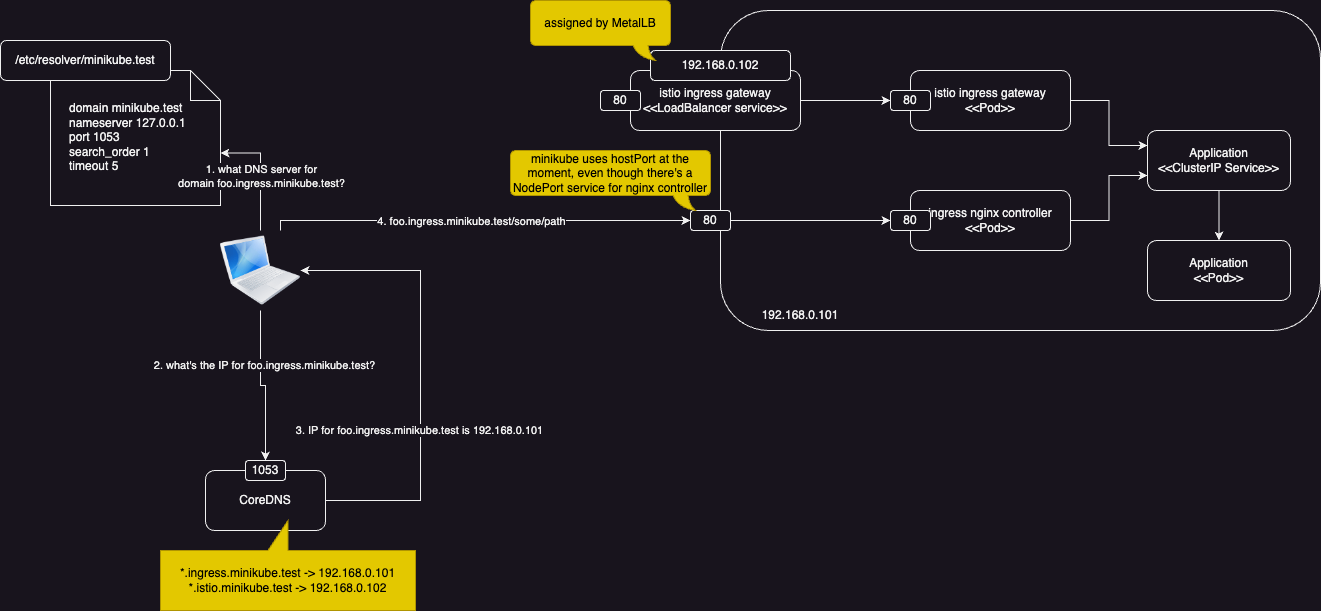 assigned by MetalLB
192.168.0.102
/etc/resolver/minikube.test
domain minikube.test
nameserver 127.0.0.1
port 1053
search_order 1
timeout 5
80
istio ingress gateway
<<LoadBalancer service>>
80
istio ingress gateway
<<Pod>>
Application
<<ClusterIP Service>>
1. what DNS server for
domain foo.ingress.minikube.test?
minikube uses hostPort at the
moment, even though there's a
NodePort service for nginx controller
4. foo.ingress.minikube.test/some/path
80
80
ingress nginx controller
<<Pod>>
Application
<<Pod>>
192.168.0.101
2. what's the IP for foo.ingress.minikube.test?
3. IP for foo.ingress.minikube.test is 192.168.0.101
1053
CoreDNS
*.ingress.minikube.test -> 192.168.0.101
*.istio.minikube.test -> 192.168.0.102